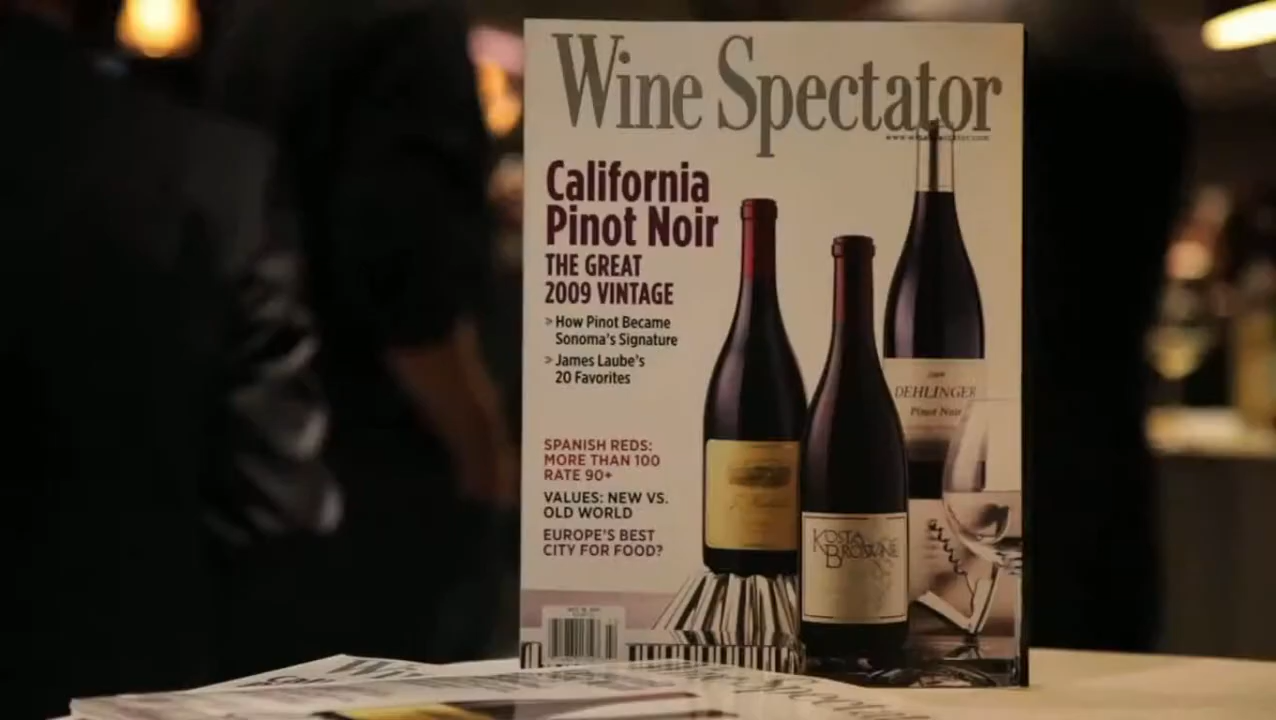 Wine Spectator
California
Pinot Noir
THE GREAT
2009 VINTAGE
> How Pinot Became
Sonoma's Signature
> James Laube's
20 Favorites
SPANISH REDS:
MORE THAN 100
RATE 90+
VALUES: NEW VS.
OLD WORLD
EUROPE'S BEST
CITY FOR FOOD?
DEHLINGER
Pinot Noir
KOSTA
BROWNE